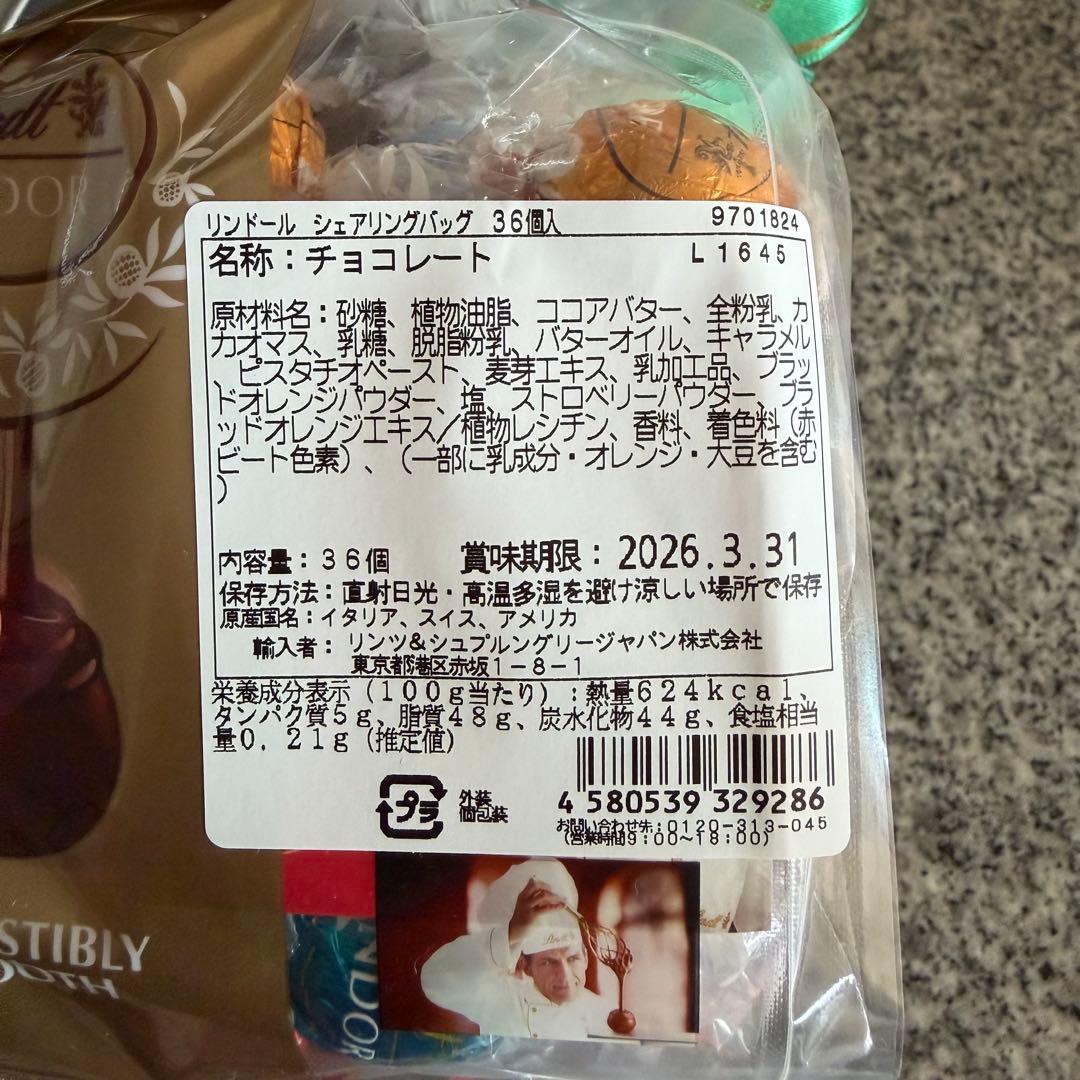 リンドール シェアリングバッグ 36個入 9701824
名称：チョコレート L1645
原材料名：砂糖、植物油脂、ココアバター、全粉乳、カ
カオマス、乳糖、脱脂粉乳、バターオイル、キャラメル
、ピスタチオペースト、麦芽エキス、乳加工品、ブラッ
ドオレンジパウダー、塩、ストロベリーパウダー、ブラ
ッドオレンジエキス／植物レシチン、香料、着色料（赤
ビート色素）、（一部に乳成分・オレンジ・大豆を含む
）
内容量：36個 賞味期限：2026.3.31
保存方法：直射日光・高温多湿を避け涼しい場所で保存
原産国名：イタリア、スイス、アメリカ
輸入者：リンツ&シュプルングリージャパン株式会社
東京都港区赤坂1-8-1
栄養成分表示（100g当たり）：熱量624kcal、
タンパク質5g、脂質48g、炭水化物44g、食塩相当
量0.21g（推定値）
プラ 外装
個包装
4 580539 329286
お問い合わせ先：0120-313-045
（営業時間9：00～18：00）
STIBLY
OOTH
NDOR